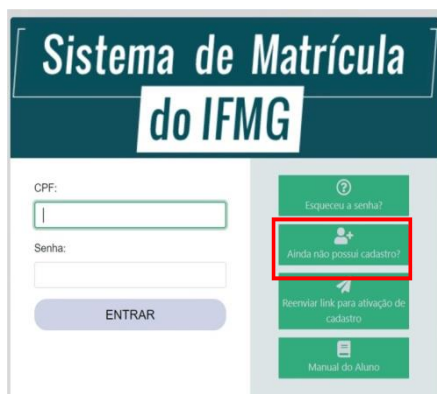 Sistema de Matrícula
do IFMG
CPF:
Senha:
ENTRAR
Esqueceu a senha?
Ainda não possui cadastro?
Reenviar link para ativação de
cadastro
Manual do Aluno